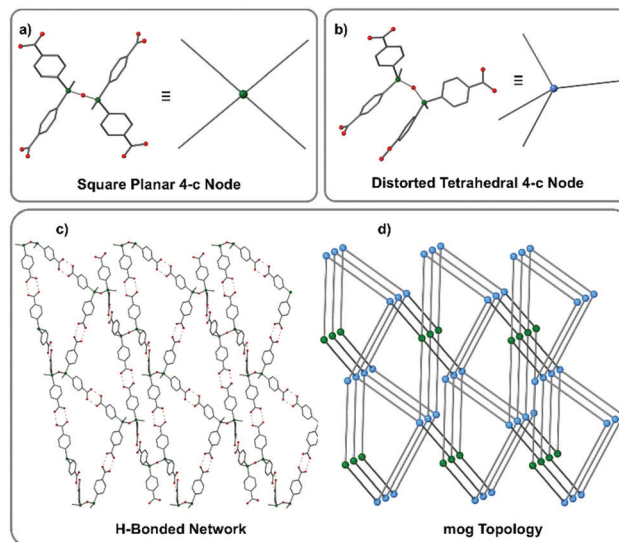 a)
≡
Square Planar 4-c Node
b)
≡
Distorted Tetrahedral 4-c Node
c)
H-Bonded Network
d)
mog Topology